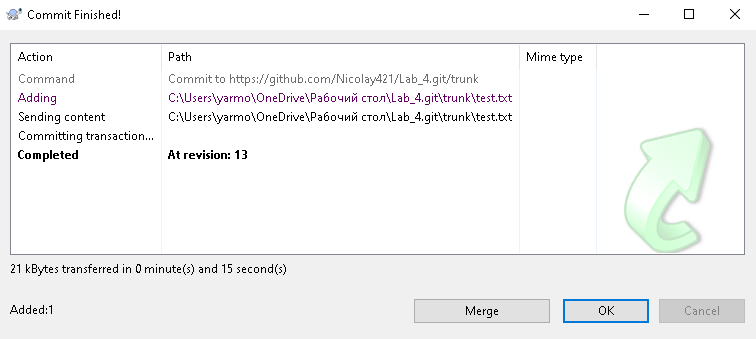 Commit Finished!
Action Path Mime type
Command Commit to https://github.com/Nicolay421/Lab_4.git/trunk
Adding C:\Users\yarmo\OneDrive\Рабочий стол\Lab_4.git\trunk\test.txt
Sending content C:\Users\yarmo\OneDrive\Рабочий стол\Lab_4.git\trunk\test.txt
Committing transaction...
Completed At revision: 13
21 kBytes transferred in 0 minute(s) and 15 second(s)
Added:1 Merge OK Cancel